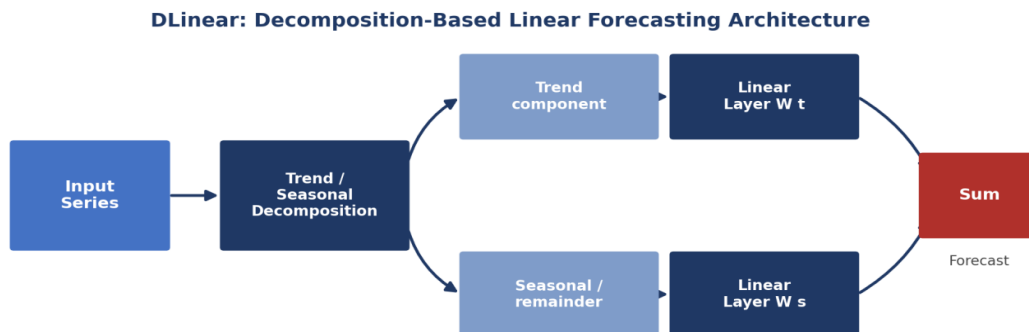 DLinear: Decomposition-Based Linear Forecasting Architecture
Input
Series
Trend /
Seasonal
Decomposition
Trend
component
Linear
Layer W t
Seasonal /
remainder
Linear
Layer W s
Sum
Forecast